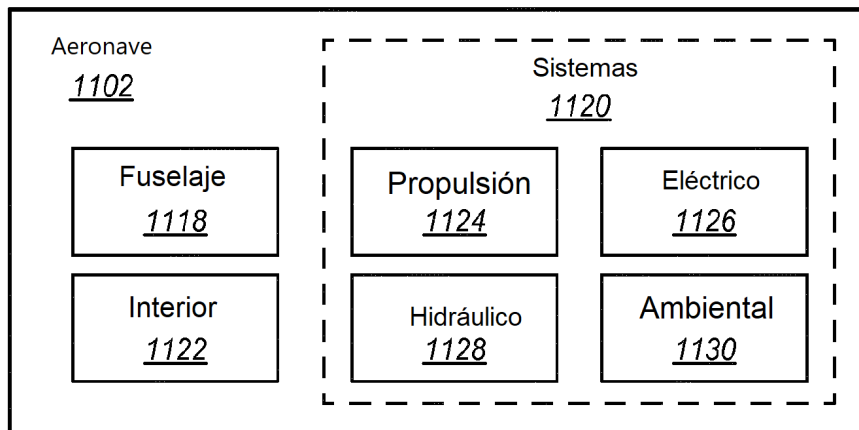 Aeronave
1102
Sistemas
1120
Fuselaje
1118
Propulsión
1124
Eléctrico
1126
Interior
1122
Hidráulico
1128
Ambiental
1130